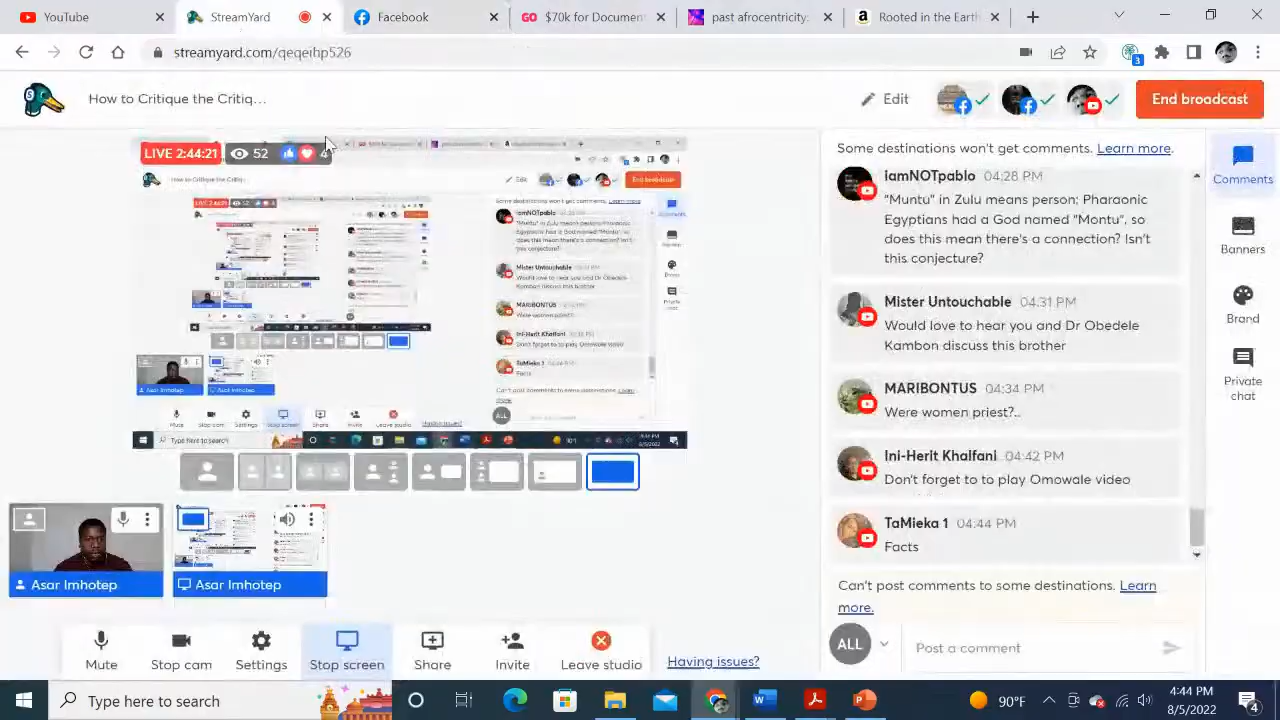 YouTube
StreamYard
Facebook
$70k for Documen
past afrocentricity.
Rooted in the Earth
streamyard.com/qeqeihp526
3
How to Critique the Critiq...
Edit
End broadcast
LIVE 2:44:21
52
4
Some destinations won't get comments. Learn more.
iamNOTpablo 04:28 PM
"Muntu" in Zulu means person, Pharaonic
Egyptians had a God named "Montu", so
does this mean there's a connection? Isn't
this conjecture?
Mister Untouchable
Would love to hear you and Dr Obadele
Kambon discuss this brother
MARIBONTUS 04:34 PM
Were women priest?..
Ini-Herit Khalfani 04:42 PM
Don't forget to to play Omowale video
TaMieka 1
Facts
Can't post comments to some destinations. Learn
more.
ALL
Post a comment
Comments
Banners
Brand
Private
chat
Asar Imhotep
Asar Imhotep
Mute
Stop cam
Settings
Stop screen
Share
Invite
Leave studio
Having issues?
Type here to search
90°F
4:44 PM
8/5/2022
4